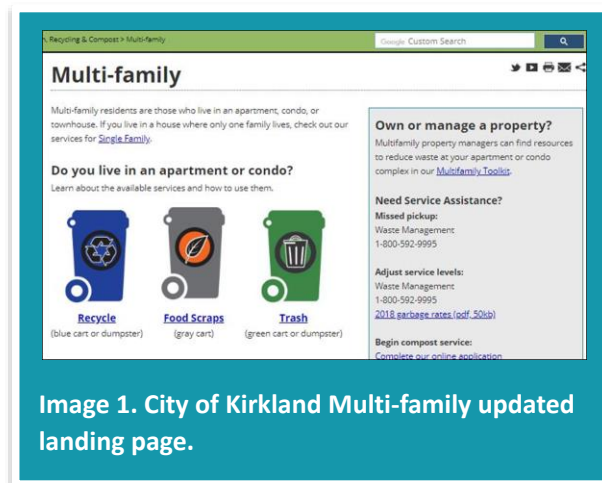 , Recycling & Compost > Multi-family
Google Custom Search
Multi-family
Multi-family residents are those who live in an apartment, condo, or
townhouse. If you live in a house where only one family lives, check out our
services for Single Family.
Do you live in an apartment or condo?
Learn about the available services and how to use them.
Recycle
(blue cart or dumpster)
Food Scraps
(gray cart)
Trash
(green cart or dumpster)
Own or manage a property?
Multifamily property managers can find resources
to reduce waste at your apartment or condo
complex in our Multifamily Toolkit.
Need Service Assistance?
Missed pickup:
Waste Management
1-800-592-9995
Adjust service levels:
Waste Management
1-800-592-9995
2018 garbage rates (pdf, 50kb)
Begin compost service:
Complete our online application
Image 1. City of Kirkland Multi-family updated
landing page.